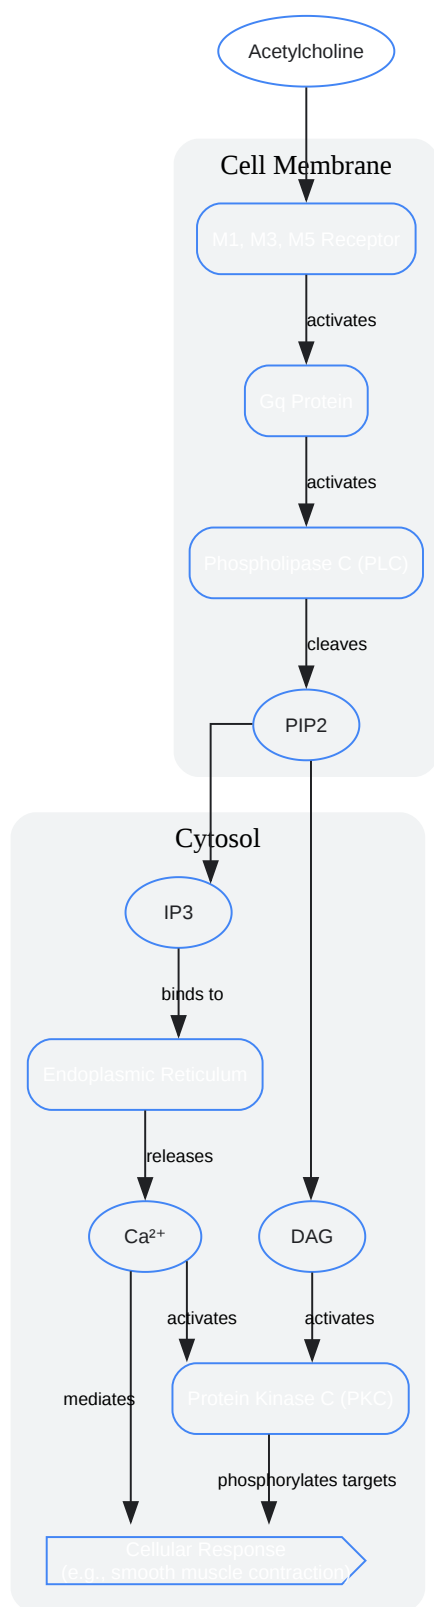 Acetylcholine
Cell Membrane
M1, M3, M5 Receptor
activates
Gq Protein
activates
Phospholipase C (PLC)
cleaves
PIP2
Cytosol
IP3
binds to
Endoplasmic Reticulum
releases
Ca²⁺
DAG
activates
activates
Protein Kinase C (PKC)
mediates
phosphorylates targets
Cellular Response
(e.g., smooth muscle contraction)